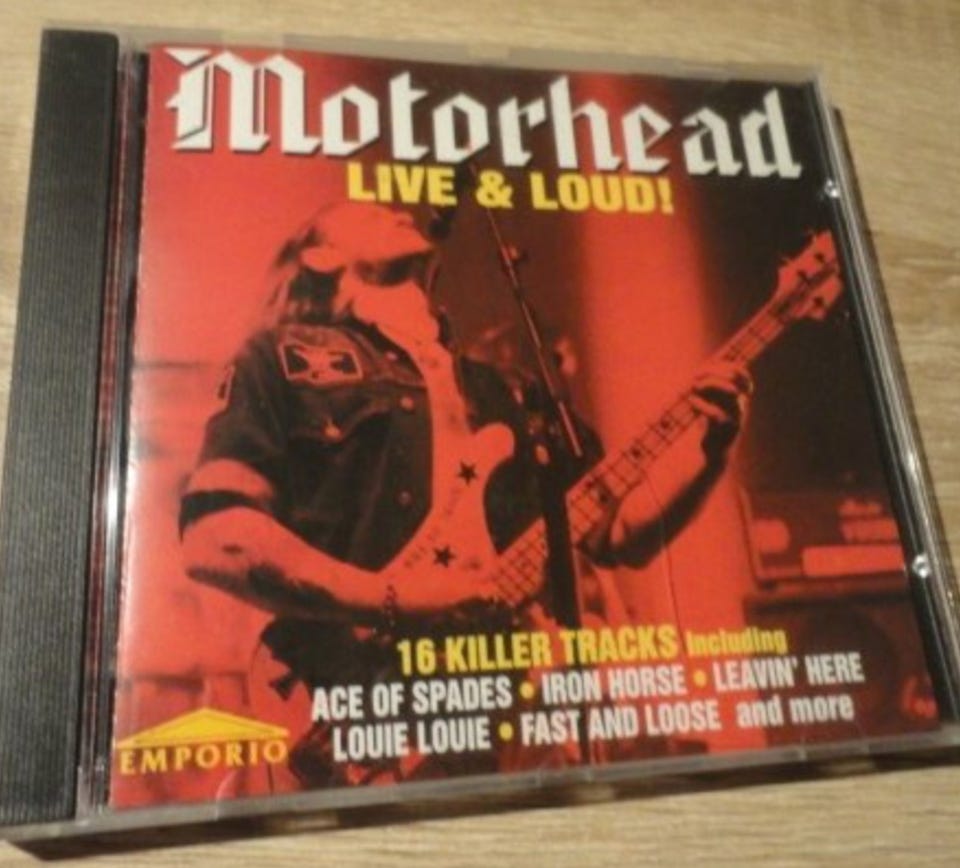 Motorhead
LIVE & LOUD!
16 KILLER TRACKS including
ACE OF SPADES • IRON HORSE • LEAVIN' HERE
LOUIE LOUIE • FAST AND LOOSE and more
EMPORIO